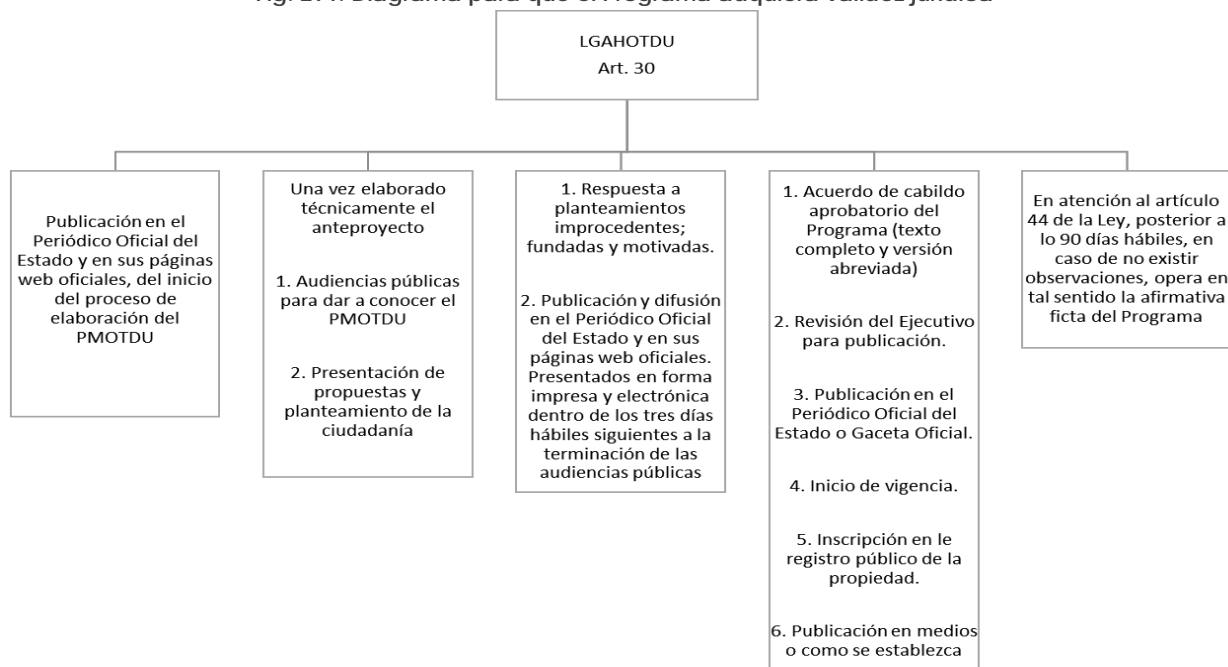 LGAHOTDU
Art. 30
Publicación en el
Periódico Oficial del
Estado y en sus páginas
web oficiales, del inicio
del proceso de
elaboración del
PMOTDU
Una vez elaborado
técnicamente el
anteproyecto
1. Audiencias públicas
para dar a conocer el
PMOTDU
2. Presentación de
propuestas y
planteamiento de la
ciudadanía
1. Respuesta a
planteamientos
improcedentes;
fundadas y motivadas.
2. Publicación y difusión
en el Periódico Oficial
del Estado y en sus
páginas web oficiales.
Presentados en forma
impresa y electrónica
dentro de los tres días
hábiles siguientes a la
terminación de las
audiencias públicas
1. Acuerdo de cabildo
aprobatorio del
Programa (texto
completo y versión
abreviada)
2. Revisión del Ejecutivo
para publicación.
3. Publicación en el
Periódico Oficial del
Estado o Gaceta Oficial.
4. Inicio de vigencia.
5. Inscripción en le
registro público de la
propiedad.
6. Publicación en medios
o como se establezca
En atención al artículo
44 de la Ley, posterior a
lo 90 días hábiles, en
caso de no existir
observaciones, opera en
tal sentido la afirmativa
ficta del Programa